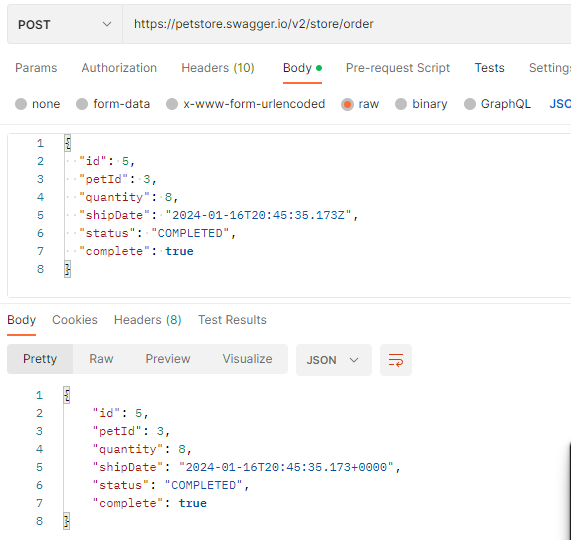 POST https://petstore.swagger.io/v2/store/order
Params Authorization Headers (10) Body Pre-request Script Tests Settings
none form-data x-www-form-urlencoded raw binary GraphQL JSO
1 {
2 "id": 5,
3 "petId": 3,
4 "quantity": 8,
5 "shipDate": "2024-01-16T20:45:35.173Z",
6 "status": "COMPLETED",
7 "complete": true
8 }
Body Cookies Headers (8) Test Results
Pretty Raw Preview Visualize JSON
1 {
2 "id": 5,
3 "petId": 3,
4 "quantity": 8,
5 "shipDate": "2024-01-16T20:45:35.173+0000",
6 "status": "COMPLETED",
7 "complete": true
8 }